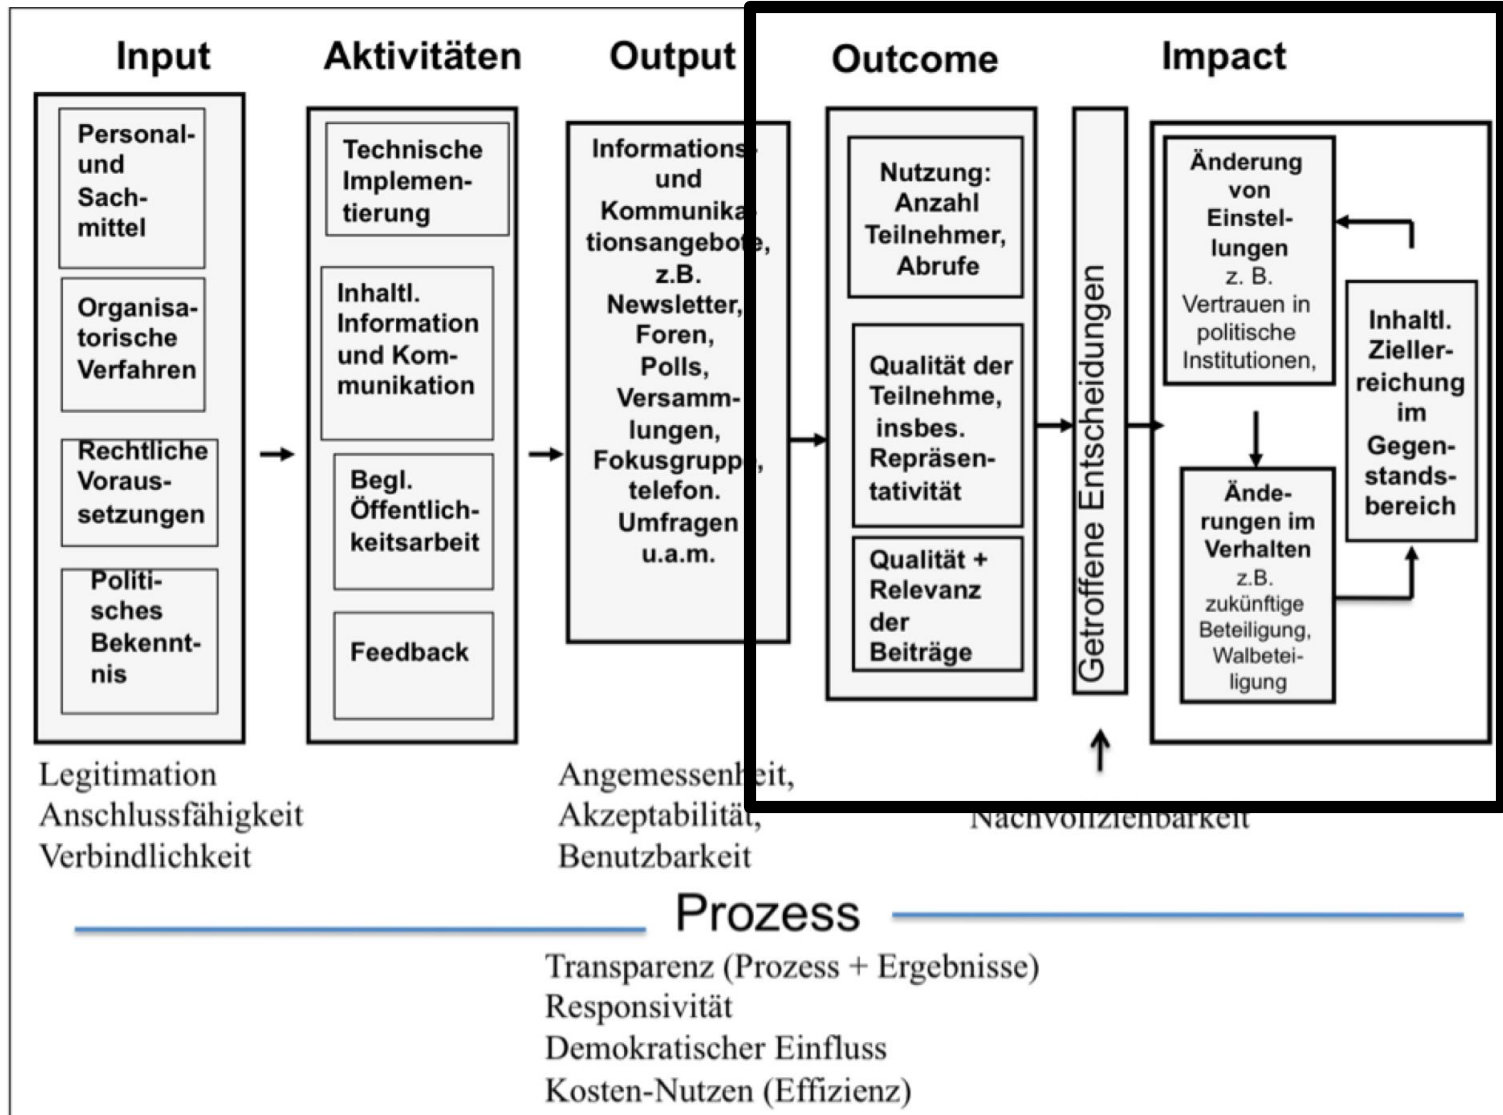 Input
Aktivitäten
Output
Outcome
Impact
Personal-
und
Sach-
mittel
Organisa-
torische
Verfahren
Rechtliche
Voraus-
setzungen
Politi-
sches
Bekennt-
nis
Technische
Implemen-
tierung
Inhaltl.
Information
und Kom-
munikation
Begl.
Öffentlich-
keitsarbeit
Feedback
Informations-
und
Kommunika-
tionsangebote,
z.B.
Newsletter,
Foren,
Polls,
Versamm-
lungen,
Fokusgruppe,
telefon.
Umfragen
u.a.m.
Nutzung:
Anzahl
Teilnehmer,
Abrufe
Qualität der
Teilnehme,
insbes.
Repräsen-
tativität
Qualität +
Relevanz
der
Beiträge
Getroffene Entscheidungen
Änderung
von
Einstel-
lungen
z. B.
Vertrauen in
politische
Institutionen,
Ände-
rungen im
Verhalten
z.B.
zukünftige
Beteiligung,
Walbetei-
ligung
Inhaltl.
Zieller-
reichung
im
Gegen-
stands-
bereich
Legitimation
Anschlussfähigkeit
Verbindlichkeit
Angemessenheit,
Akzeptabilität,
Benutzbarkeit
Nachvollziehbarkeit
Prozess
Transparenz (Prozess + Ergebnisse)
Responsivität
Demokratischer Einfluss
Kosten-Nutzen (Effizienz)